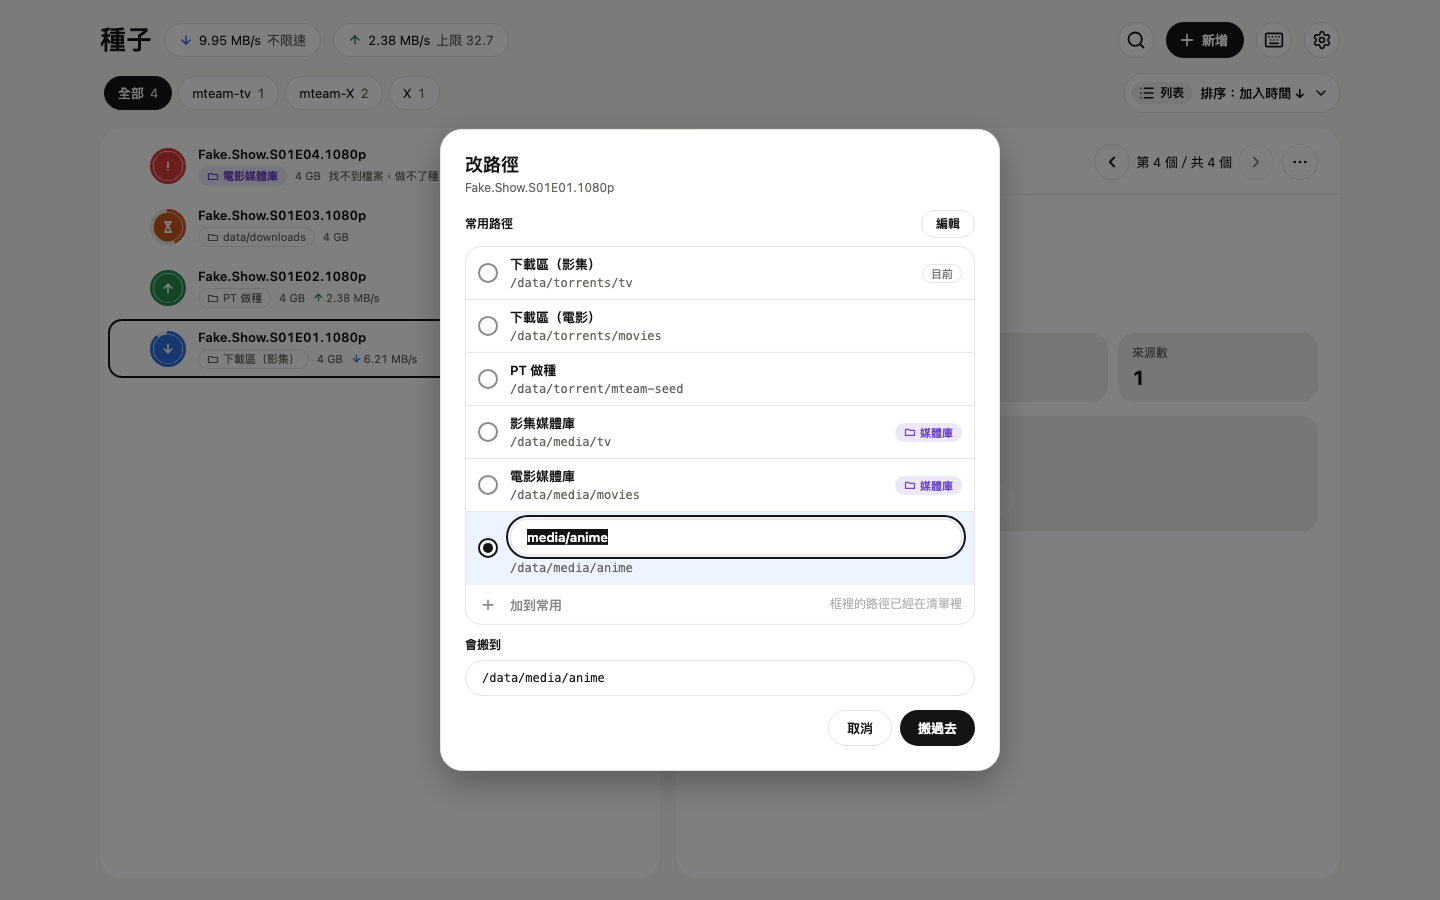 種子
9.95 MB/s 不限速
2.38 MB/s 上限 32.7
新增
全部 4
mteam-tv 1
mteam-X 2
X 1
列表
排序：加入時間
Fake.Show.S01E04.1080p
電影媒體庫 4 GB 找不到檔案，做不了種
Fake.Show.S01E03.1080p
data/downloads 4 GB
Fake.Show.S01E02.1080p
PT 做種 4 GB 2.38 MB/s
Fake.Show.S01E01.1080p
下載區（影集） 4 GB 6.21 MB/s
第 4 個 / 共 4 個
來源數
1
改路徑
Fake.Show.S01E01.1080p
常用路徑
編輯
下載區（影集）
/data/torrents/tv
目前
下載區（電影）
/data/torrents/movies
PT 做種
/data/torrent/mteam-seed
影集媒體庫
/data/media/tv
媒體庫
電影媒體庫
/data/media/movies
媒體庫
media/anime
/data/media/anime
加到常用
框裡的路徑已經在清單裡
會搬到
/data/media/anime
取消
搬過去